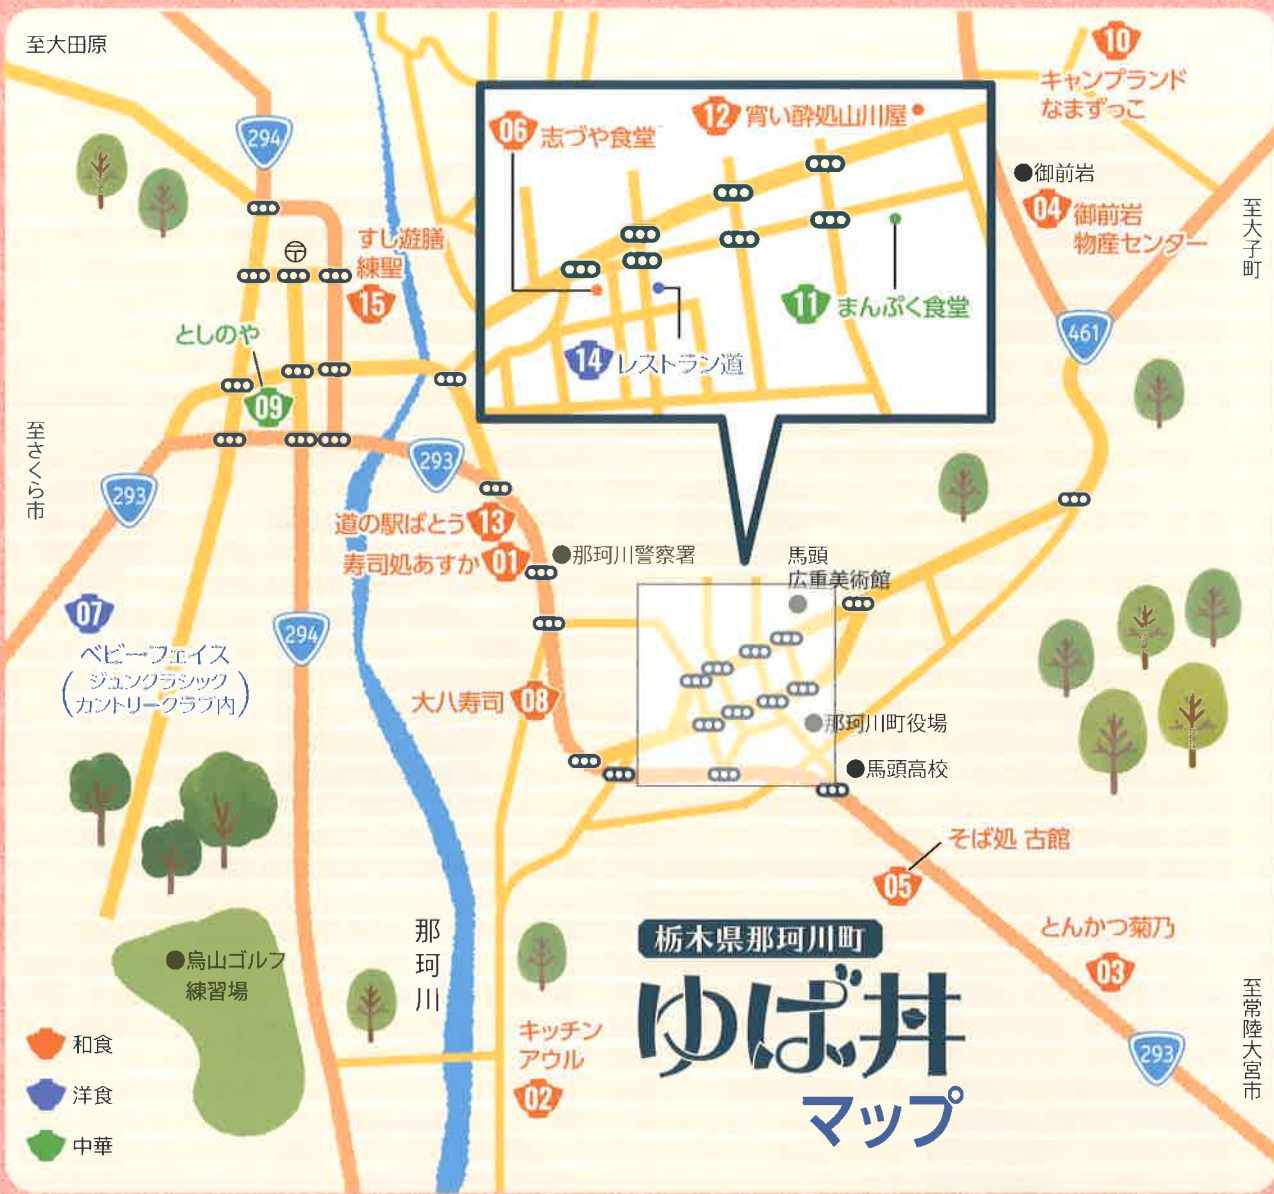 至大田原
294
10
キャンプランド
なまずっこ
06
志づや食堂
12
宵い酔処山川屋
御前岩
04
御前岩
物産センター
至大子町
すし遊膳
練聖
15
11
まんぷく食堂
461
としのや
09
14
レストラン道
至さくら市
293
293
道の駅ばとう
13
寿司処あすか
01
那珂川警察署
馬頭
広重美術館
07
ベビーフェイス
(ジュンクラシック
カントリークラブ内)
294
大八寿司
08
那珂川町役場
馬頭高校
そば処 古館
05
とんかつ菊乃
03
293
至常陸大宮市
烏山ゴルフ
練習場
那珂川
キッチン
アウル
02
栃木県那珂川町
ゆば丼
マップ
和食
洋食
中華